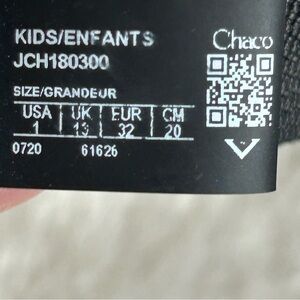 KIDS/ENFANTS Chaco
JCH180300
SIZE/GRANDEUR
USA UK EUR CM
1 13 32 20
0720 61626